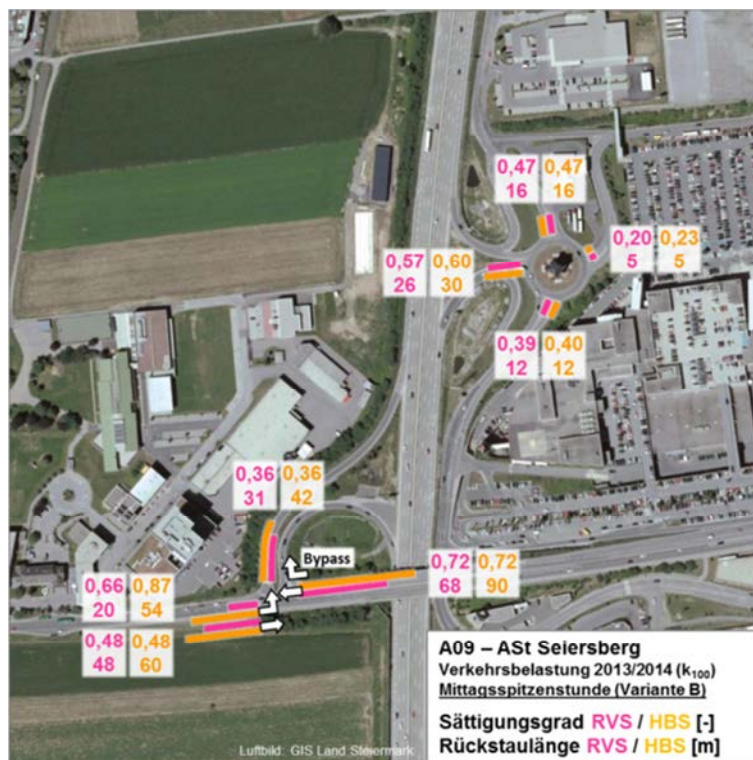 0,47 0,47
16 16
0,20 0,23
5 5
0,57 0,60
26 30
0,39 0,40
12 12
0,36 0,36
31 42
Bypass
0,72 0,72
68 90
0,66 0,87
20 54
0,48 0,48
48 60
A09 – ASt Seiersberg
Verkehrsbelastung 2013/2014 (k₁₀₀)
Mittagsspitzenstunde (Variante B)
Sättigungsgrad RVS / HBS [-]
Rückstaulänge RVS / HBS [m]
Luftbild: GIS Land Steiermark